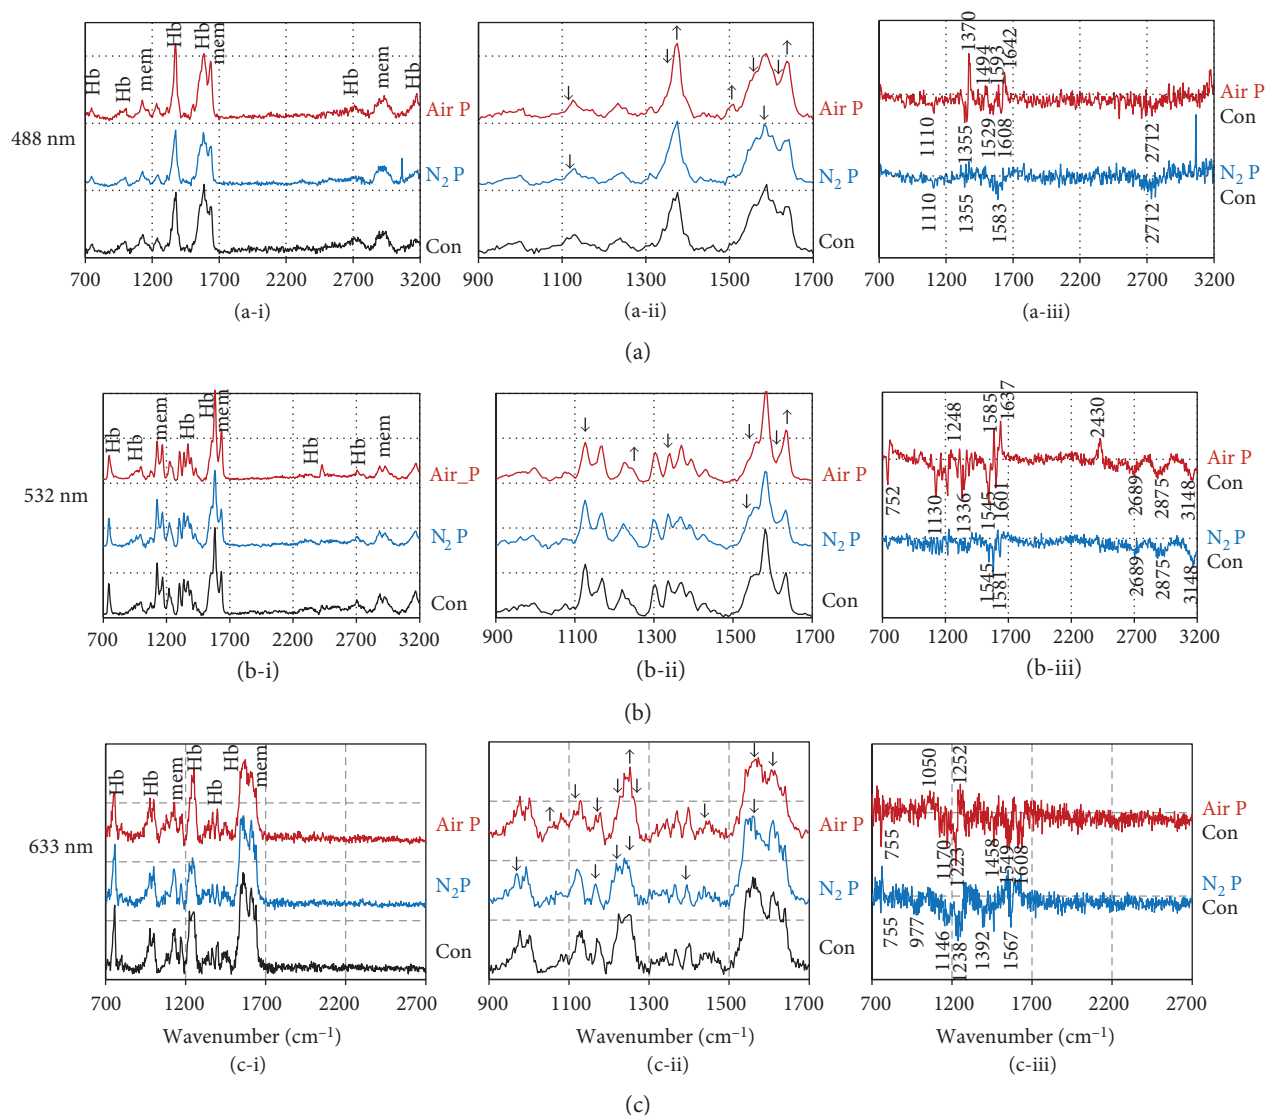 488 nm
Hb
Hb
mem
Hb
Hb
mem
Hb
mem
Hb
Air P
N2 P
Con
700 1200 1700 2200 2700 3200
(a-i)
Air P
N2 P
Con
900 1100 1300 1500 1700
(a-ii)
1370
1494
1593
1642
Air P
Con
1110
1355
1529
1608
2712
N2 P
Con
1110
1355
1583
2712
700 1200 1700 2200 2700 3200
(a-iii)
(a)
532 nm
Hb
Hb
mem
Hb
Hb
mem
Hb
Hb
mem
Air_P
N2 P
Con
700 1200 1700 2200 2700 3200
(b-i)
Air P
N2 P
Con
900 1100 1300 1500 1700
(b-ii)
1248
1585
1637
2430
Air P
Con
752
1130
1336
1545
1601
2689
2875
3148
N2 P
Con
1545
1581
2689
2875
3148
700 1200 1700 2200 2700 3200
(b-iii)
(b)
633 nm
Hb
Hb
mem
Hb
Hb
Hb
mem
Air P
N2P
Con
700 1200 1700 2200 2700
Wavenumber (cm–1)
(c-i)
Air P
N2 P
Con
900 1100 1300 1500 1700
Wavenumber (cm–1)
(c-ii)
1050
1252
Air P
Con
755
1170
1223
1458
1549
1608
N2 P
Con
755
977
1146
1238
1392
1567
700 1200 1700 2200 2700
Wavenumber (cm–1)
(c-iii)
(c)